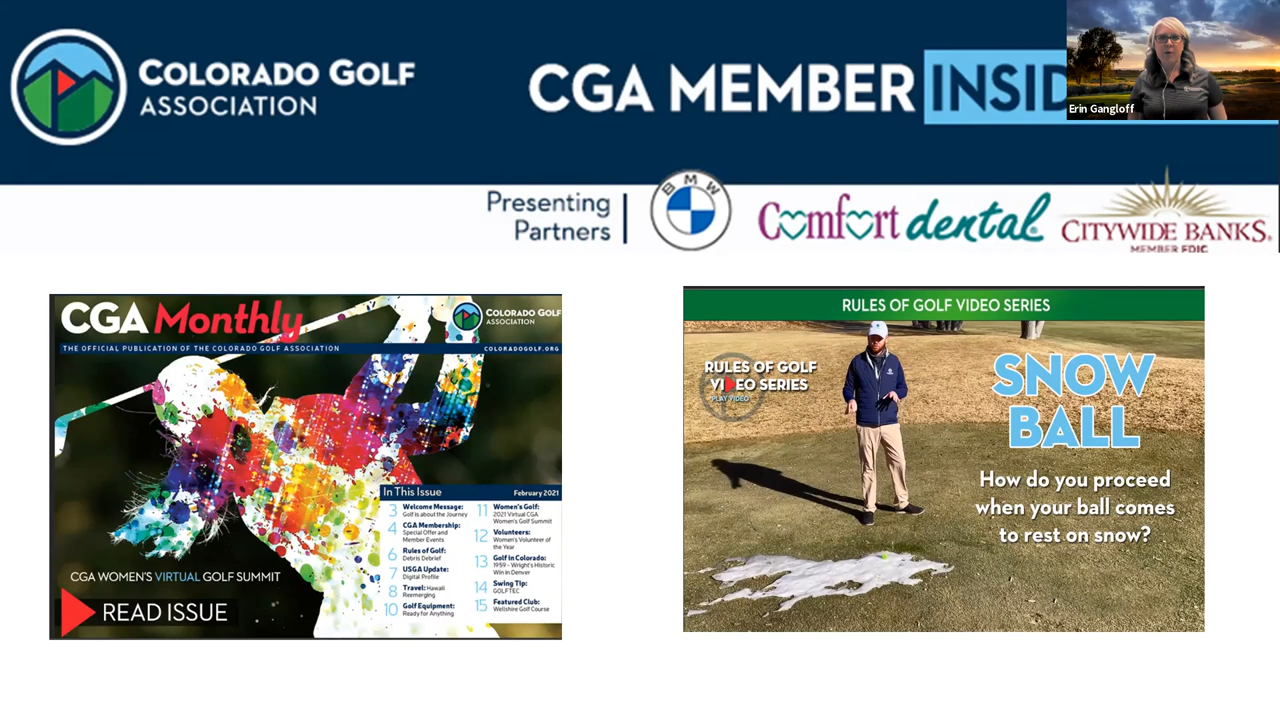 COLORADO GOLF
ASSOCIATION
CGA MEMBER INSID
Erin Gangloff
Presenting
Partners
BMW
Comfort dental
CITYWIDE BANKS®
MEMBER FDIC
CGA Monthly
COLORADO GOLF
ASSOCIATION
THE OFFICIAL PUBLICATION OF THE COLORADO GOLF ASSOCIATION
COLORADOGOLF.ORG
In This Issue
February 2021
3 Welcome Message:
Golf is about the Journey
4 CGA Membership:
Special Offer and
Member Events
6 Rules of Golf:
Debris Debrief
7 USGA Update:
Digital Profile
8 Travel: Hawaii
Reemerging
10 Golf Equipment:
Ready for Anything
11 Women's Golf:
2021 Virtual CGA
Women's Golf Summit
12 Volunteers:
Women's Volunteer of
the Year
13 Golf in Colorado:
1959 - Wright's Historic
Win in Denver
14 Swing Tip:
GOLFTEC
15 Featured Club:
Wellshire Golf Course
CGA WOMEN'S VIRTUAL GOLF SUMMIT
READ ISSUE
RULES OF GOLF VIDEO SERIES
RULES OF GOLF
VIDEO SERIES
PLAY VIDEO
SNOW
BALL
How do you proceed
when your ball comes
to rest on snow?